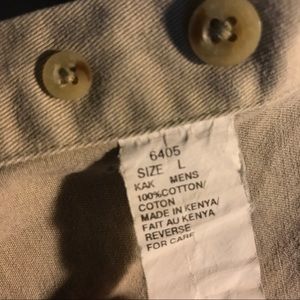 6405
SIZE L
KAK MENS
100%COTTON/
COTON
MADE IN KENYA/
FAIT AU KENYA
REVERSE
FOR CARE